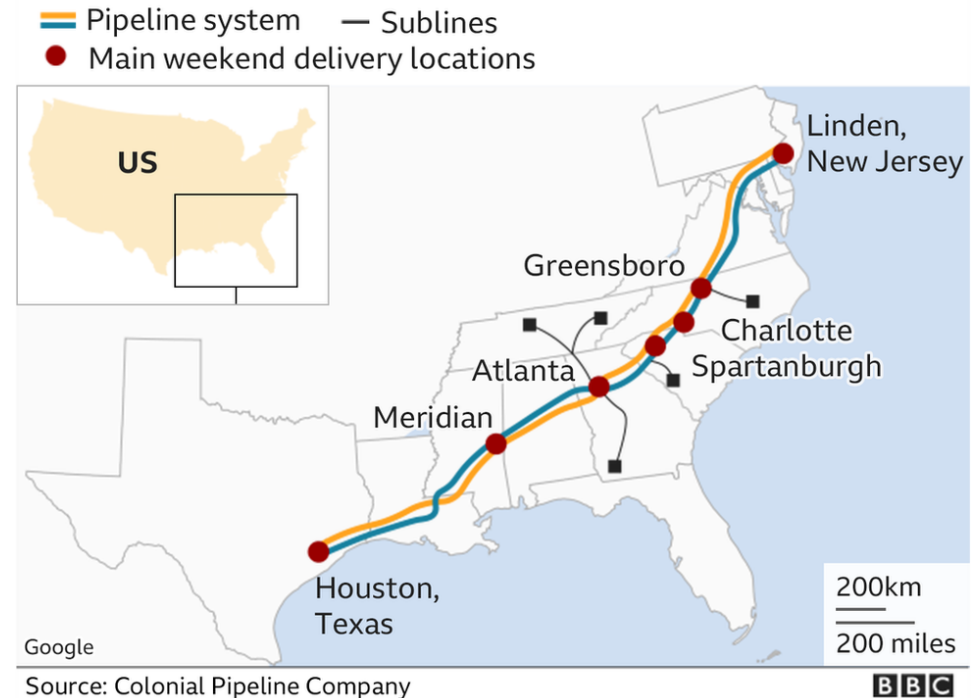 Pipeline system
Sublines
Main weekend delivery locations
US
Linden,
New Jersey
Greensboro
Charlotte
Spartanburgh
Atlanta
Meridian
Houston,
Texas
200km
200 miles
Google
Source: Colonial Pipeline Company
BBC